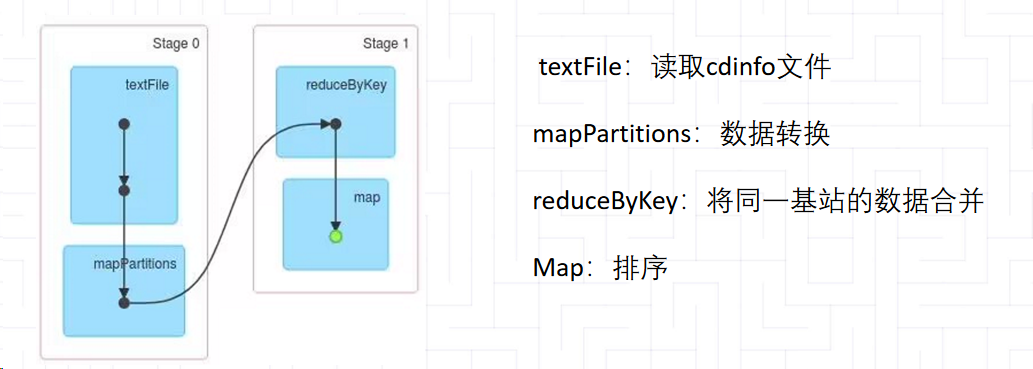 Stage 0
textFile
mapPartitions
Stage 1
reduceByKey
map
textFile：读取cdinfo文件
mapPartitions：数据转换
reduceByKey：将同一基站的数据合并
Map：排序